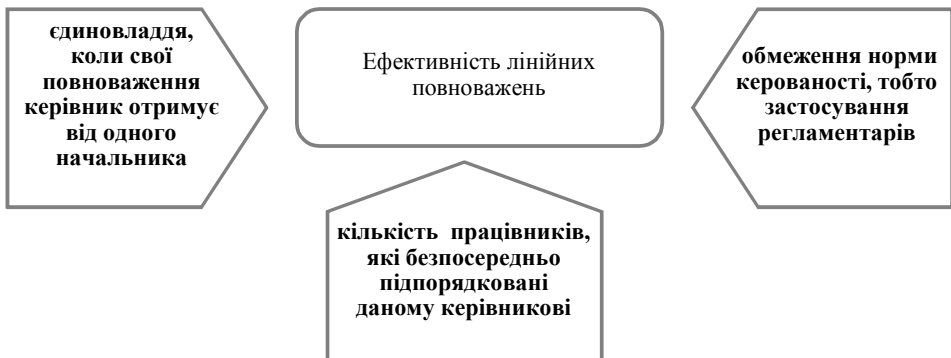 єдиновладдя,
коли свої
повноваження
керівник отримує
від одного
начальника
Ефективність лінійних
повноважень
обмеження норми
керованості, тобто
застосування
регламентарів
кількість працівників,
які безпосередньо
підпорядковані
даному керівникові